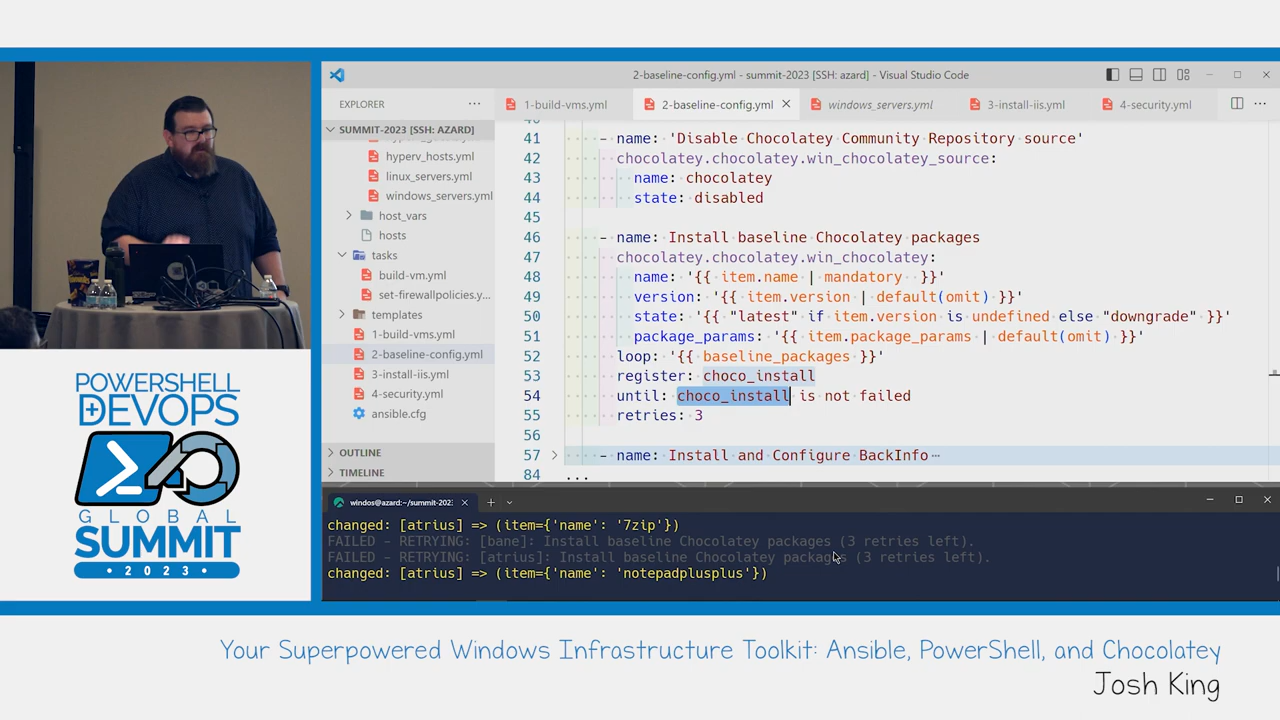 2-baseline-config.yml - summit-2023 [SSH: azard] - Visual Studio Code
EXPLORER
1-build-vms.yml
2-baseline-config.yml
windows_servers.yml
3-install-iis.yml
4-security.yml
SUMMIT-2023 [SSH: AZARD]
hyperv_hosts.yml
linux_servers.yml
windows_servers.yml
host_vars
hosts
tasks
build-vm.yml
set-firewallpolicies.y...
templates
1-build-vms.yml
2-baseline-config.yml
3-install-iis.yml
4-security.yml
ansible.cfg
OUTLINE
TIMELINE
41 - name: 'Disable Chocolatey Community Repository source'
42 chocolatey.chocolatey.win_chocolatey_source:
43 name: chocolatey
44 state: disabled
45
46 - name: Install baseline Chocolatey packages
47 chocolatey.chocolatey.win_chocolatey:
48 name: '{{ item.name | mandatory }}'
49 version: '{{ item.version | default(omit) }}'
50 state: '{{ "latest" if item.version is undefined else "downgrade" }}'
51 package_params: '{{ item.package_params | default(omit) }}'
52 loop: '{{ baseline_packages }}'
53 register: choco_install
54 until: choco_install is not failed
55 retries: 3
56
57 - name: Install and Configure BackInfo
84 ...
windos@azard:~/summit-202
changed: [atrius] => (item={'name': '7zip'})
FAILED - RETRYING: [bane]: Install baseline Chocolatey packages (3 retries left).
FAILED - RETRYING: [atrius]: Install baseline Chocolatey packages (3 retries left).
changed: [atrius] => (item={'name': 'notepadplusplus'})
POWERSHELL
+DEVOPS
GLOBAL
SUMMIT
• 2023 •
Your Superpowered Windows Infrastructure Toolkit: Ansible, PowerShell, and Chocolatey
Josh King